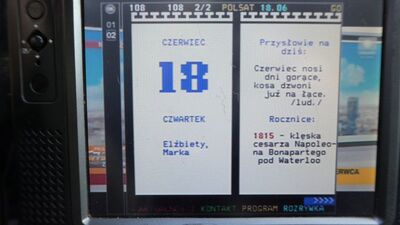 108 108 2/2 POLSAT 18.06 GO
01
02
CZERWIEC
18
CZWARTEK
Elżbiety,
Marka
Przysłowie na
dziś:
Czerwiec nosi
dni gorące,
kosa dzwoni
już na łące.
/lud./
Rocznice:
1815 - klęska
cesarza Napoleo-
na Bonapartego
pod Waterloo
ERWCA
>>>>
KONTAKT PROGRAM ROZRYWKA